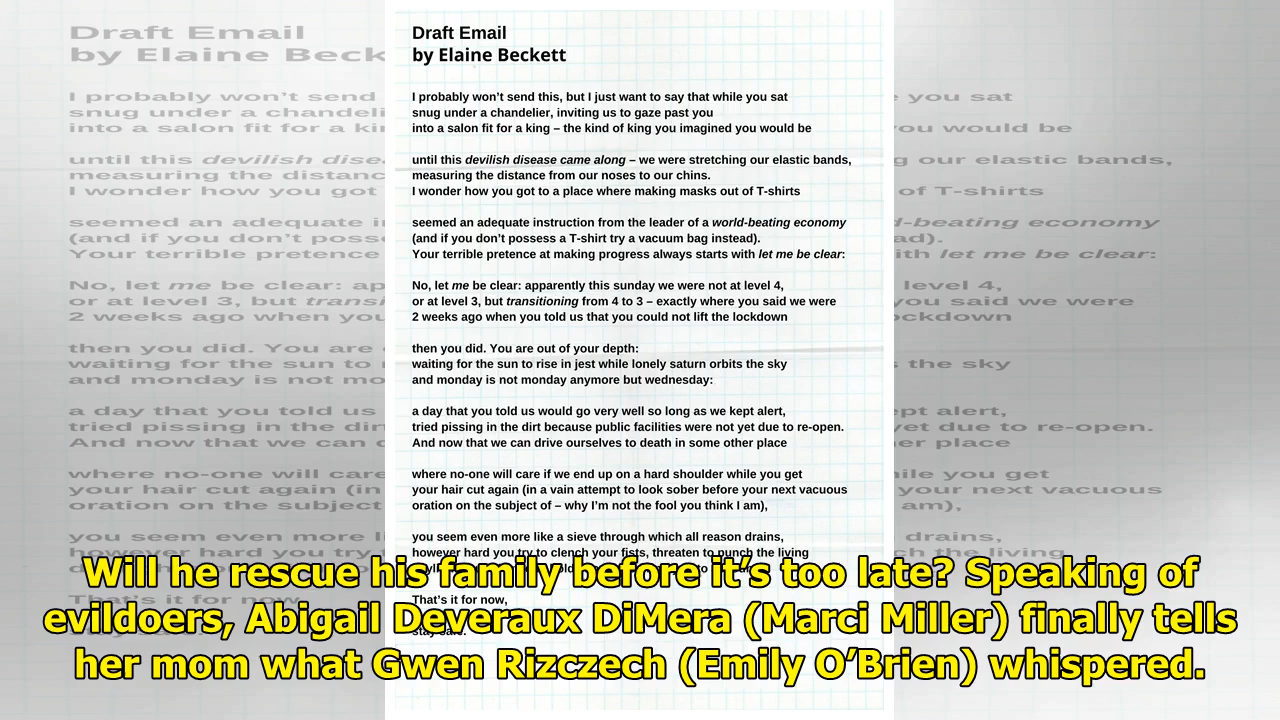 Draft Email
by Elaine Beckett
I probably won’t send this, but I just want to say that while you sat
snug under a chandelier, inviting us to gaze past you
into a salon fit for a king – the kind of king you imagined you would be
until this devilish disease came along – we were stretching our elastic bands,
measuring the distance from our noses to our chins.
I wonder how you got to a place where making masks out of T-shirts
seemed an adequate instruction from the leader of a world-beating economy
(and if you don’t possess a T-shirt try a vacuum bag instead).
Your terrible pretence at making progress always starts with let me be clear:
No, let me be clear: apparently this sunday we were not at level 4,
or at level 3, but transitioning from 4 to 3 – exactly where you said we were
2 weeks ago when you told us that you could not lift the lockdown
then you did. You are out of your depth:
waiting for the sun to rise in jest while lonely saturn orbits the sky
and monday is not monday anymore but wednesday:
a day that you told us would go very well so long as we kept alert,
tried pissing in the dirt because public facilities were not yet due to re-open.
And now that we can drive ourselves to death in some other place
where no-one will care if we end up on a hard shoulder while you get
your hair cut again (in a vain attempt to look sober before your next vacuous
oration on the subject of – why I’m not the fool you think I am),
you seem even more like a sieve through which all reason drains,
however hard you try to clench your fists, threaten to punch the living
That’s it for now,
stay safe.
Will he rescue his family before it’s too late? Speaking of
evildoers, Abigail Deveraux DiMera (Marci Miller) finally tells
her mom what Gwen Rizczech (Emily O’Brien) whispered.